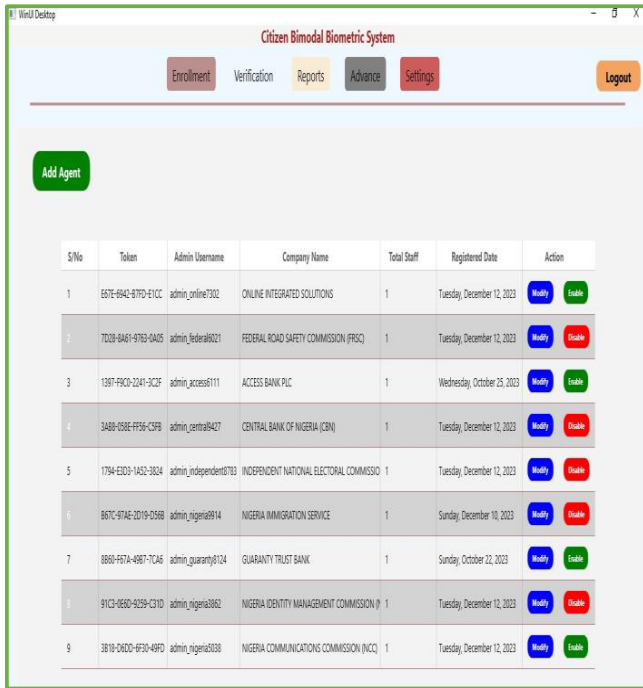 WinUI Desktop
Citizen Bimodal Biometric System
Enrollment Verification Reports Advance Settings Logout
Add Agent
S/No Token Admin Username Company Name Total Staff Registered Date Action
1 E67E-6942-B7FD-E1CC admin_online7302 ONLINE INTEGRATED SOLUTIONS 1 Tuesday, December 12, 2023 Modify Enable
2 7D28-8A61-9763-0A05 admin_federal6021 FEDERAL ROAD SAFETY COMMISSION (FRSC) 1 Tuesday, December 12, 2023 Modify Disable
3 1397-F9C0-2241-3C2F admin_access6111 ACCESS BANK PLC 1 Wednesday, October 25, 2023 Modify Enable
4 3AB8-058E-FF56-C5FB admin_central9427 CENTRAL BANK OF NIGERIA (CBN) 1 Tuesday, December 12, 2023 Modify Disable
5 1794-E3D3-1A52-3824 admin_independent8783 INDEPENDENT NATIONAL ELECTORAL COMMISSIO 1 Tuesday, December 12, 2023 Modify Disable
6 B67C-97AE-2D19-D56B admin_nigeria9914 NIGERIA IMMIGRATION SERVICE 1 Sunday, December 10, 2023 Modify Disable
7 8B60-F67A-49B7-7CA6 admin_guaranty8124 GUARANTY TRUST BANK 1 Sunday, October 22, 2023 Modify Enable
8 91C3-0E6D-9259-C31D admin_nigeria3862 NIGERIA IDENTITY MANAGEMENT COMMISSION (N 1 Tuesday, December 12, 2023 Modify Disable
9 3B18-D6DD-6F30-49FD admin_nigeria5038 NIGERIA COMMUNICATIONS COMMISSION (NCC) 1 Tuesday, December 12, 2023 Modify Enable